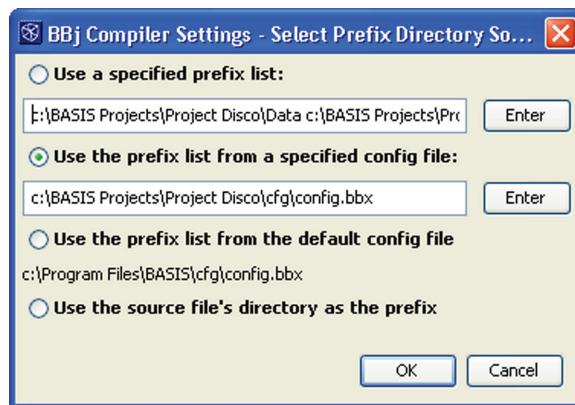 BBj Compiler Settings - Select Prefix Directory So...
Use a specified prefix list:
c:\BASIS Projects\Project Disco\Data c:\BASIS Projects\Pro
Enter
Use the prefix list from a specified config file:
c:\BASIS Projects\Project Disco\cfg\config.bbx
Enter
Use the prefix list from the default config file
c:\Program Files\BASIS\cfg\config.bbx
Use the source file's directory as the prefix
OK
Cancel